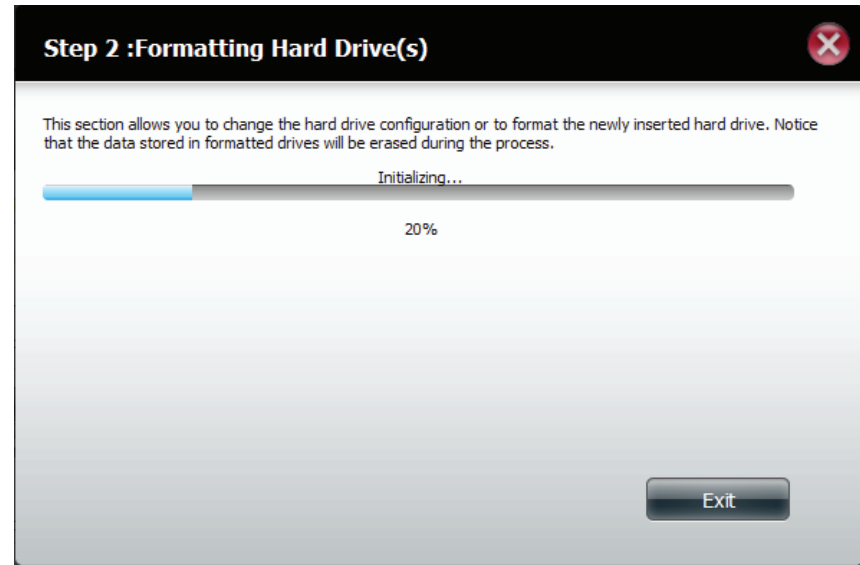 Step 2 :Formatting Hard Drive(s)
This section allows you to change the hard drive configuration or to format the newly inserted hard drive. Notice
that the data stored in formatted drives will be erased during the process.
Initializing...
20%
Exit